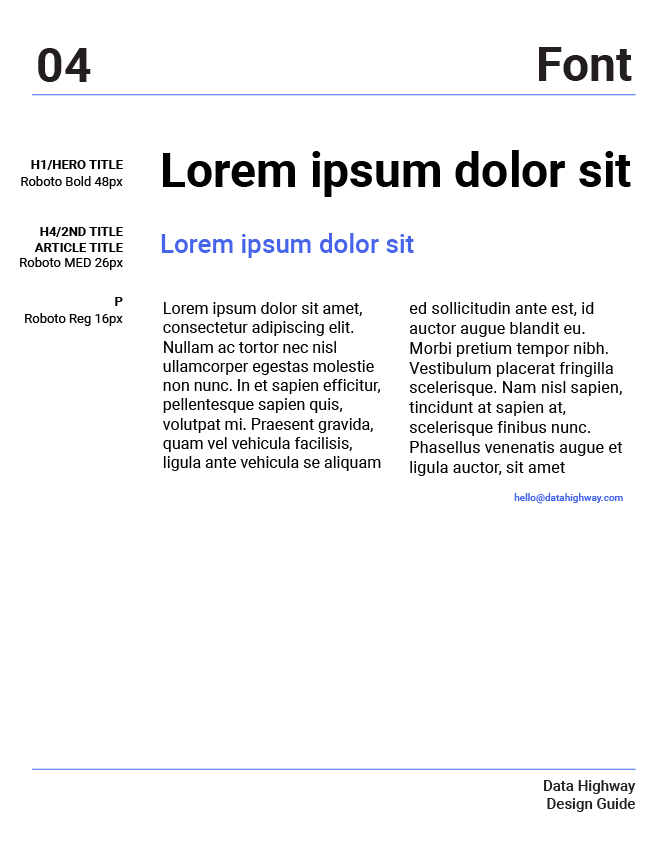 04
Font
H1/HERO TITLE
Roboto Bold 48px
Lorem ipsum dolor sit
H4/2ND TITLE
ARTICLE TITLE
Roboto MED 26px
Lorem ipsum dolor sit
P
Roboto Reg 16px
Lorem ipsum dolor sit amet,
consectetur adipiscing elit.
Nullam ac tortor nec nisl
ullamcorper egestas molestie
non nunc. In et sapien efficitur,
pellentesque sapien quis,
volutpat mi. Praesent gravida,
quam vel vehicula facilisis,
ligula ante vehicula se aliquam
ed sollicitudin ante est, id
auctor augue blandit eu.
Morbi pretium tempor nibh.
Vestibulum placerat fringilla
scelerisque. Nam nisl sapien,
tincidunt at sapien at,
scelerisque finibus nunc.
Phasellus venenatis augue et
ligula auctor, sit amet
hello@datahighway.com
Data Highway
Design Guide